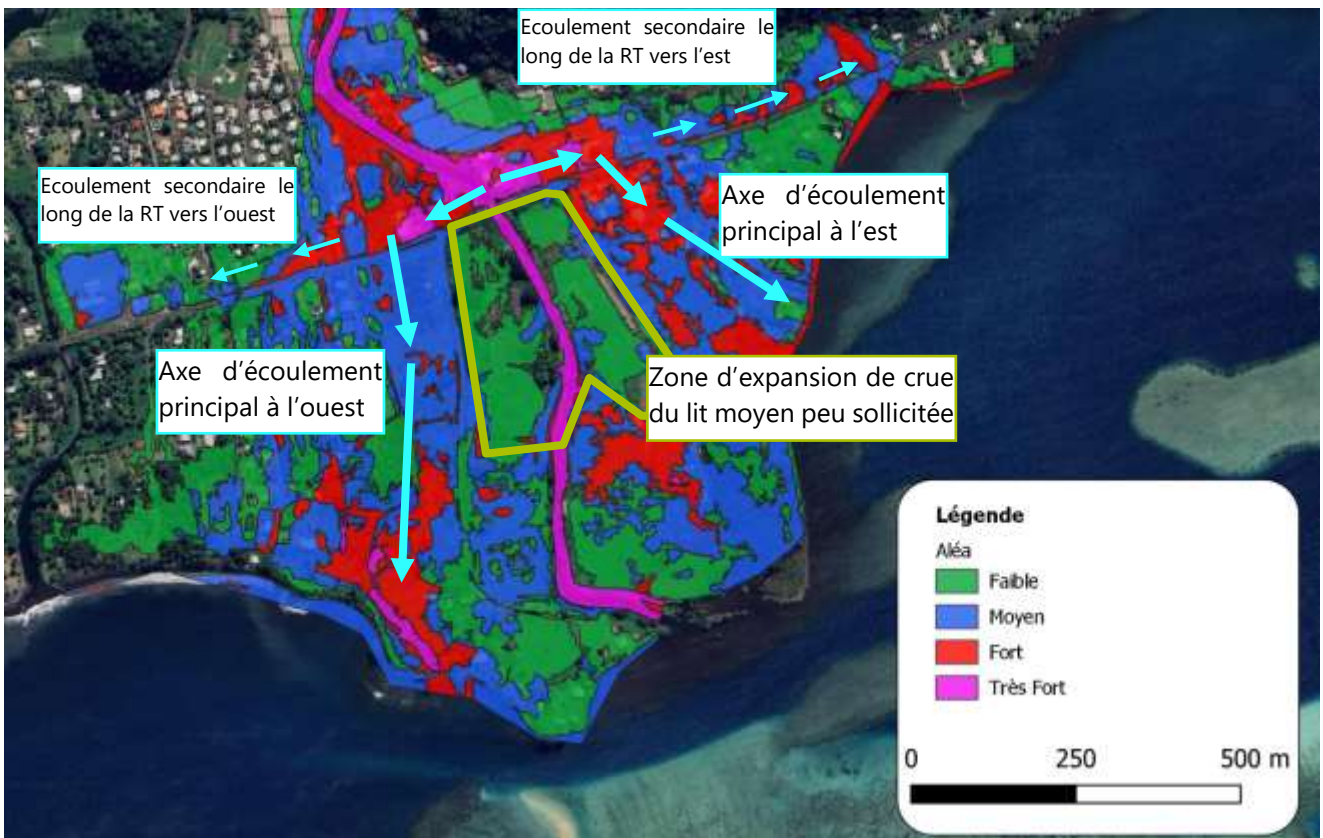 Ecoulement secondaire le
long de la RT vers l'est
Ecoulement secondaire le
long de la RT vers l'ouest
Axe d'écoulement
principal à l'est
Axe d'écoulement
principal à l'ouest
Zone d'expansion de crue
du lit moyen peu sollicitée
Légende
Aléa
Faible
Moyen
Fort
Très Fort
0 250 500 m